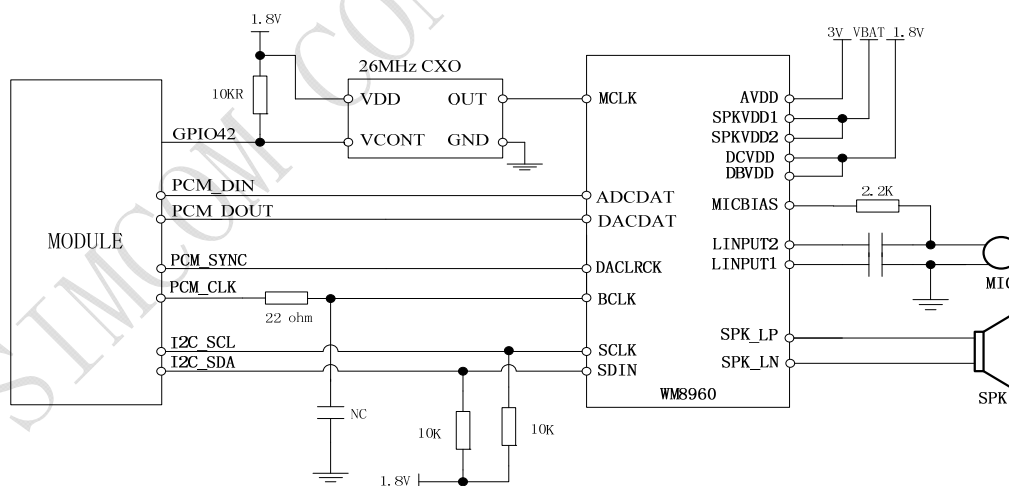 1.8V
3V VBAT 1.8V
26MHz CXO
10KR
VDD OUT
VCONT GND
GPIO42
MCLK
AVDD
SPKVDD1
SPKVDD2
DCVDD
DBVDD
PCM_DIN
ADCDAT
MICBIAS
2.2K
PCM_DOUT
DACDAT
MODULE
LINPUT2
LINPUT1
PCM_SYNC
DACLRCK
MIC
PCM_CLK
22 ohm
BCLK
I2C_SCL
SCLK
SPK_LP
I2C_SDA
SDIN
SPK_LN
WM8960
SPK
NC
10K
10K
1.8V
SIMCOM CO